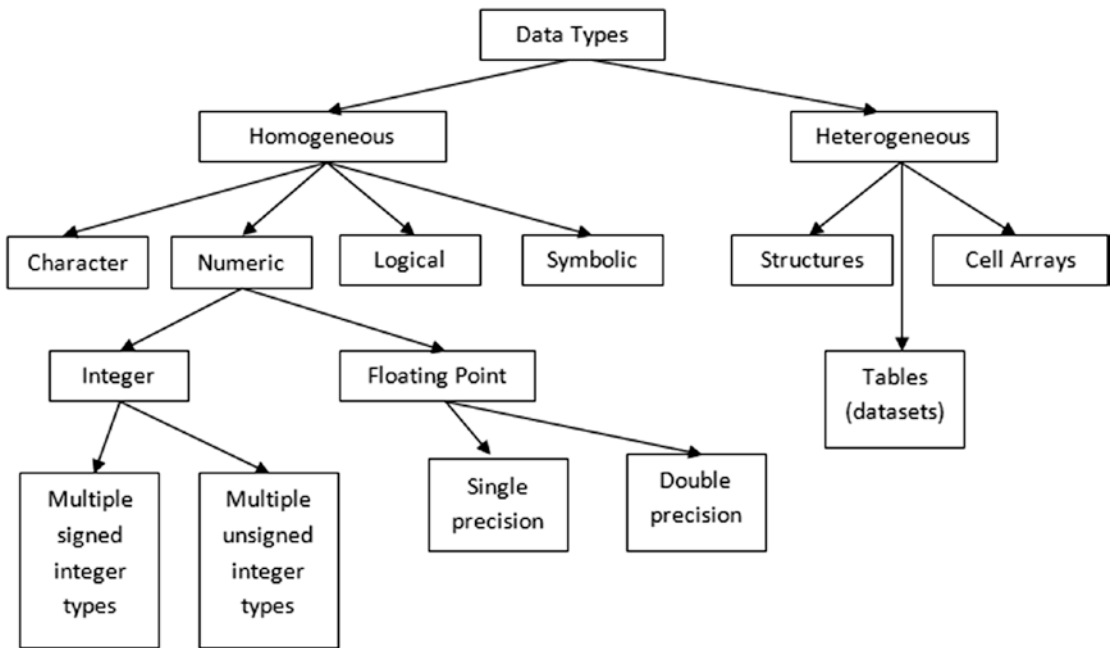 Data Types
Homogeneous
Heterogeneous
Character
Numeric
Logical
Symbolic
Structures
Cell Arrays
Integer
Floating Point
Tables
(datasets)
Multiple
signed
integer
types
Multiple
unsigned
integer
types
Single
precision
Double
precision